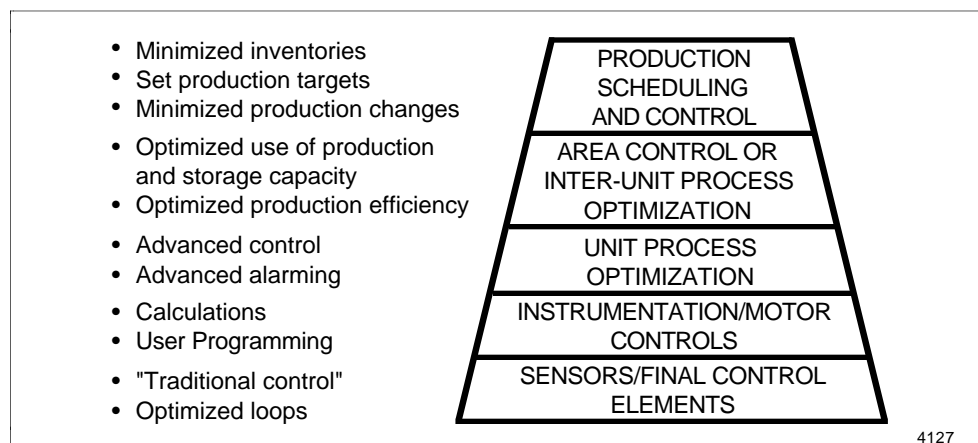 • Minimized inventories
• Set production targets
• Minimized production changes
• Optimized use of production
and storage capacity
• Optimized production efficiency
• Advanced control
• Advanced alarming
• Calculations
• User Programming
• "Traditional control"
• Optimized loops
PRODUCTION
SCHEDULING
AND CONTROL
AREA CONTROL OR
INTER-UNIT PROCESS
OPTIMIZATION
UNIT PROCESS
OPTIMIZATION
INSTRUMENTATION/MOTOR
CONTROLS
SENSORS/FINAL CONTROL
ELEMENTS
4127